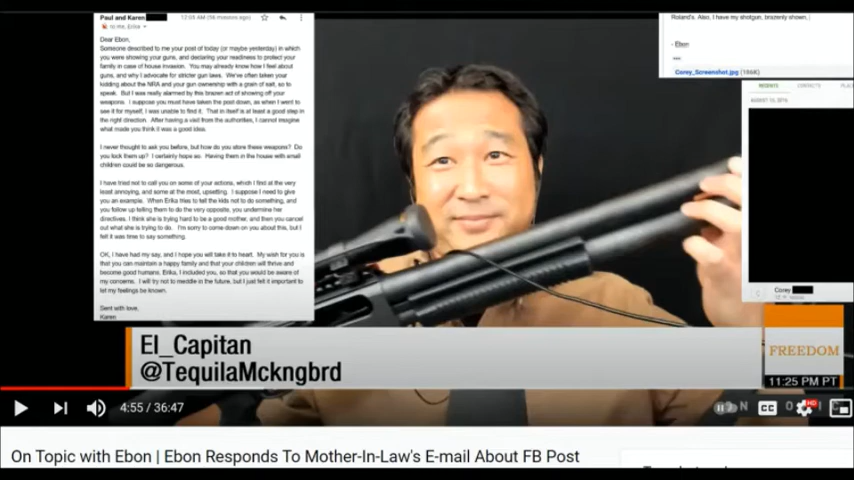 Paul and Karen
12:05 AM (56 minutes ago)
to me, Erika
Dear Ebon,
Someone described to me your post of today (or maybe yesterday) in which
you were showing your guns, and declaring your readiness to protect your
family in case of house invasion. You may already know how I feel about
guns, and why I advocate for stricter gun laws. We've often taken your
kidding about the NRA and your gun ownership with a grain of salt, so to
speak. But I was really alarmed by this brazen act of showing off your
weapons. I suppose you must have taken the post down, as when I went to
see it for myself, I was unable to find it. That in itself is at least a good step in
the right direction. After having a visit from the authorities, I cannot imagine
what made you think it was a good idea.
I never thought to ask you before, but how do you store these weapons? Do
you lock them up? I certainly hope so. Having them in the house with small
children could be so dangerous.
I have tried not to call you on some of your actions, which I find at the very
least annoying, and some at the most, upsetting. I suppose I need to give
you an example. When Erika tries to tell the kids not to do something, and
you follow up telling them to do the very opposite, you undermine her
directives. I think she is trying hard to be a good mother, and then you cancel
out what she is trying to do. I'm sorry to come down on you about this, but I
felt it was time to say something.
OK, I have had my say, and I hope you will take it to heart. My wish for you is
that you can maintain a happy family and that your children will thrive and
become good humans. Erika, I included you, so that you would be aware of
my concerns. I will try not to meddle in the future, but I just felt it important to
let my feelings be known.
Sent with love,
Karen
Roland's. Also, I have my shotgun, brazenly shown,
- Ebon
Corey_Screenshot.jpg (186K)
RECENTS CONTACTS
Corey
El_Capitan
@TequilaMckngbrd
FREEDOM
11:25 PM PT
4:55 / 36:47
CC
HD
On Topic with Ebon | Ebon Responds To Mother-In-Law's E-mail About FB Post